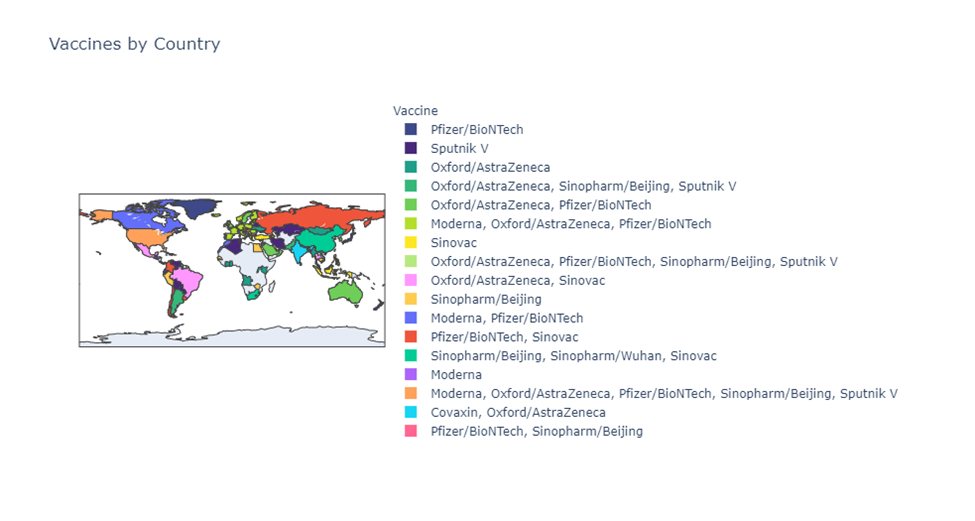 Vaccines by Country
Vaccine
Pfizer/BioNTech
Sputnik V
Oxford/AstraZeneca
Oxford/AstraZeneca, Sinopharm/Beijing, Sputnik V
Oxford/AstraZeneca, Pfizer/BioNTech
Moderna, Oxford/AstraZeneca, Pfizer/BioNTech
Sinovac
Oxford/AstraZeneca, Pfizer/BioNTech, Sinopharm/Beijing, Sputnik V
Oxford/AstraZeneca, Sinovac
Sinopharm/Beijing
Moderna, Pfizer/BioNTech
Pfizer/BioNTech, Sinovac
Sinopharm/Beijing, Sinopharm/Wuhan, Sinovac
Moderna
Moderna, Oxford/AstraZeneca, Pfizer/BioNTech, Sinopharm/Beijing, Sputnik V
Covaxin, Oxford/AstraZeneca
Pfizer/BioNTech, Sinopharm/Beijing